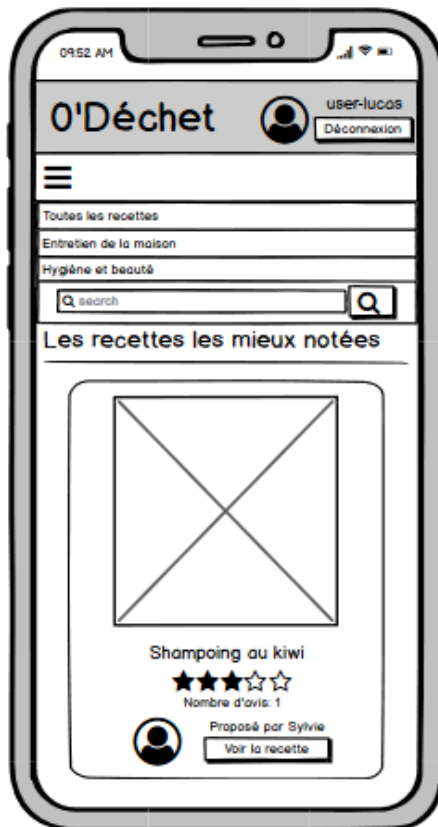 09:52 AM
0'Déchet
user-lucas
Déconnexion
Toutes les recettes
Entretien de la maison
Hygiène et beauté
search
Les recettes les mieux notées
Shampoing au kiwi
Nombre d'avis: 1
Proposé par Sylvie
Voir la recette